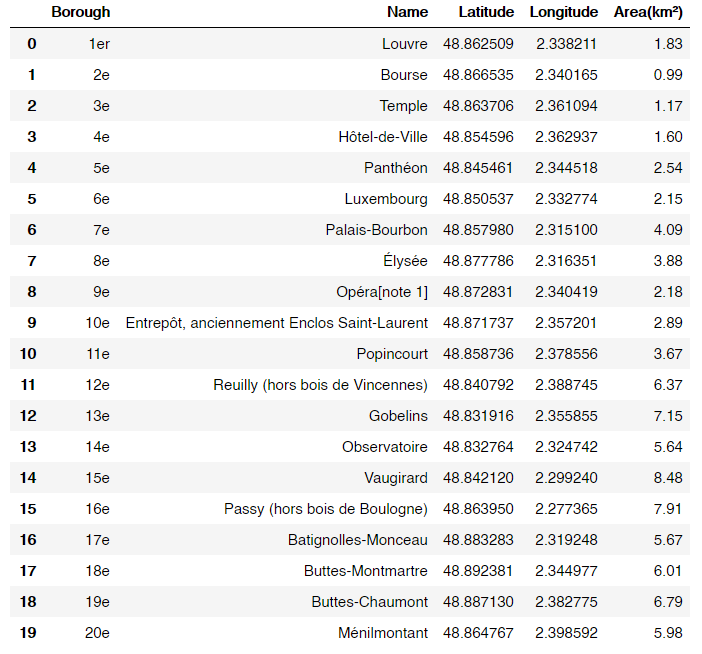 Borough Name Latitude Longitude Area(km²)
0 1er Louvre 48.862509 2.338211 1.83
1 2e Bourse 48.866535 2.340165 0.99
2 3e Temple 48.863706 2.361094 1.17
3 4e Hôtel-de-Ville 48.854596 2.362937 1.60
4 5e Panthéon 48.845461 2.344518 2.54
5 6e Luxembourg 48.850537 2.332774 2.15
6 7e Palais-Bourbon 48.857980 2.315100 4.09
7 8e Élysée 48.877786 2.316351 3.88
8 9e Opéra[note 1] 48.872831 2.340419 2.18
9 10e Entrepôt, anciennement Enclos Saint-Laurent 48.871737 2.357201 2.89
10 11e Popincourt 48.858736 2.378556 3.67
11 12e Reuilly (hors bois de Vincennes) 48.840792 2.388745 6.37
12 13e Gobelins 48.831916 2.355855 7.15
13 14e Observatoire 48.832764 2.324742 5.64
14 15e Vaugirard 48.842120 2.299240 8.48
15 16e Passy (hors bois de Boulogne) 48.863950 2.277365 7.91
16 17e Batignolles-Monceau 48.883283 2.319248 5.67
17 18e Buttes-Montmartre 48.892381 2.344977 6.01
18 19e Buttes-Chaumont 48.887130 2.382775 6.79
19 20e Ménilmontant 48.864767 2.398592 5.98